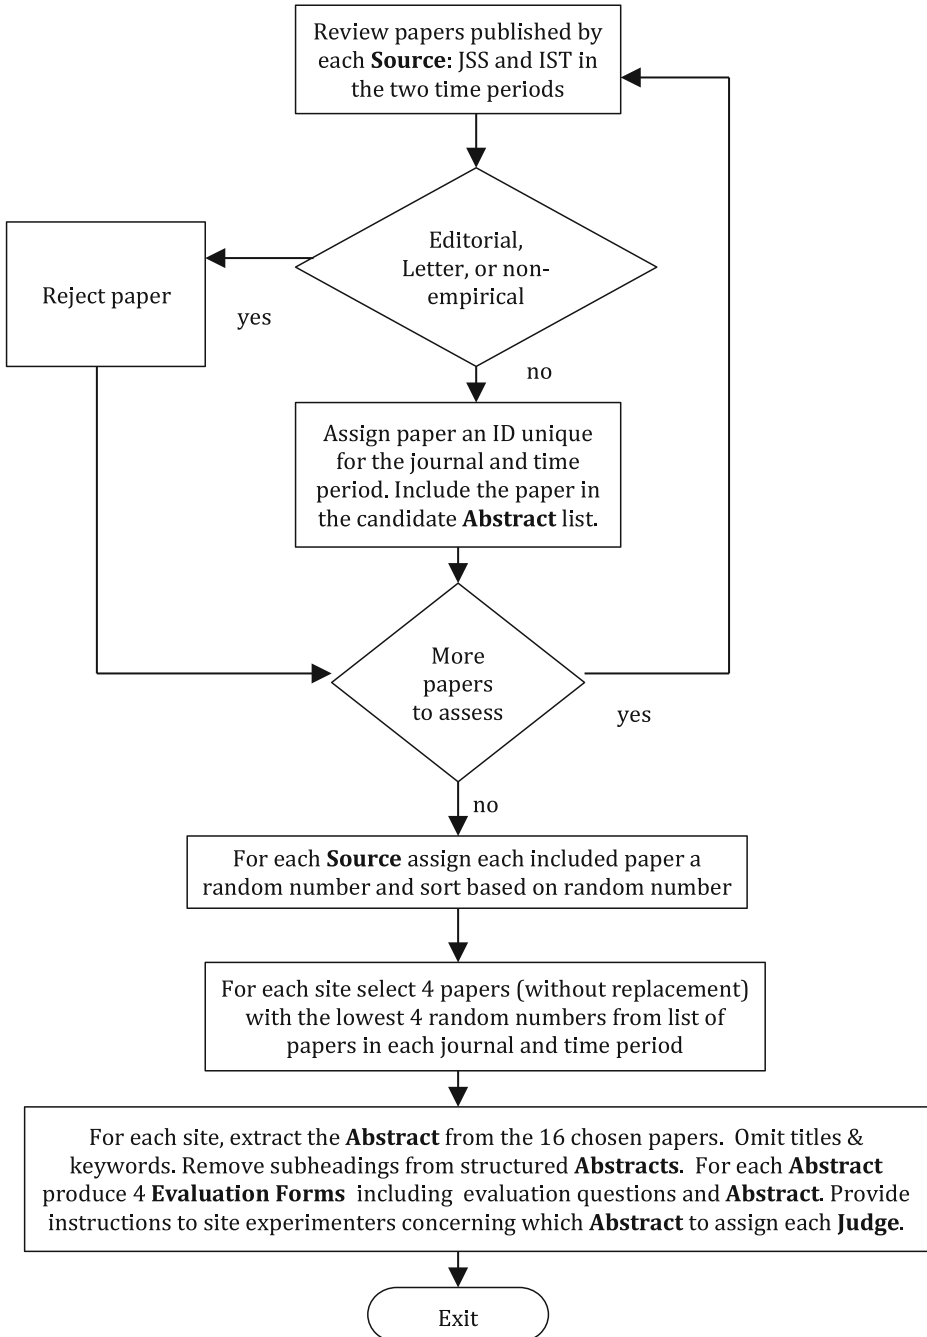 Review papers published by
each Source: JSS and IST in
the two time periods
Editorial,
Letter, or non-
empirical
Reject paper
yes
no
Assign paper an ID unique
for the journal and time
period. Include the paper in
the candidate Abstract list.
More
papers
to assess
yes
no
For each Source assign each included paper a
random number and sort based on random number
For each site select 4 papers (without replacement)
with the lowest 4 random numbers from list of
papers in each journal and time period
For each site, extract the Abstract from the 16 chosen papers. Omit titles &
keywords. Remove subheadings from structured Abstracts. For each Abstract
produce 4 Evaluation Forms including evaluation questions and Abstract. Provide
instructions to site experimenters concerning which Abstract to assign each Judge.
Exit